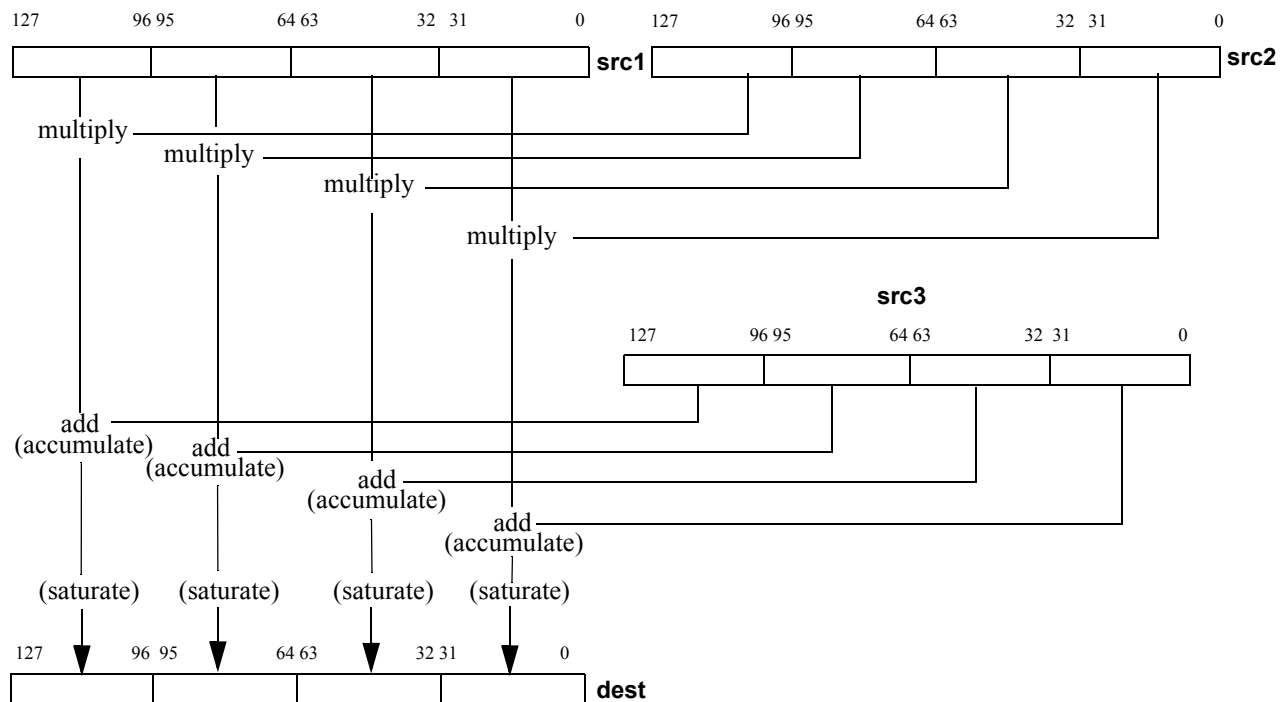 127 96 95 64 63 32 31 0 127 96 95 64 63 32 31 0
src1 src2
multiply
multiply
multiply
multiply
src3
127 96 95 64 63 32 31 0
add
(accumulate)
add
(accumulate)
add
(accumulate)
add
(accumulate)
(saturate) (saturate) (saturate) (saturate)
127 96 95 64 63 32 31 0
dest